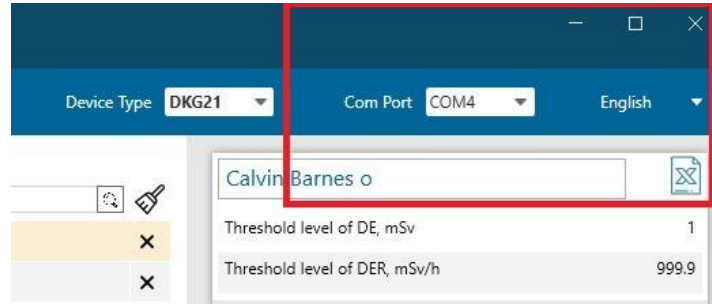 Device Type DKG21 Com Port COM4 English
Calvin Barnes o
Threshold level of DE, mSv 1
Threshold level of DER, mSv/h 999.9